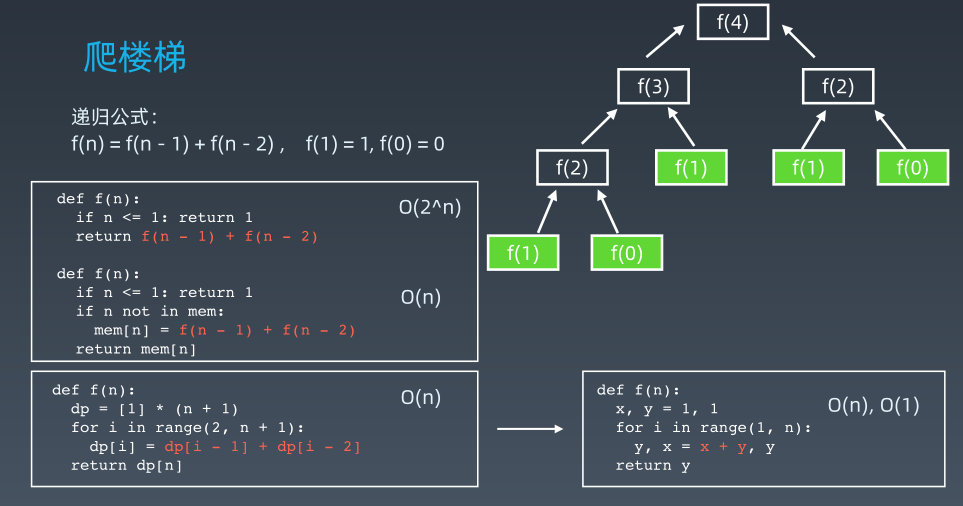 爬楼梯
递归公式：
f(n) = f(n - 1) + f(n - 2) ,    f(1) = 1, f(0) = 0
def f(n):
  if n <= 1: return 1
  return f(n - 1) + f(n - 2)
O(2^n)
def f(n):
  if n <= 1: return 1
  if n not in mem:
    mem[n] = f(n - 1) + f(n - 2)
  return mem[n]
O(n)
def f(n):
  dp = [1] * (n + 1)
  for i in range(2, n + 1):
    dp[i] = dp[i - 1] + dp[i - 2]
  return dp[n]
O(n)
def f(n):
  x, y = 1, 1
  for i in range(1, n):
    y, x = x + y, y
  return y
O(n), O(1)
f(4)
f(3)
f(2)
f(2)
f(1)
f(1)
f(0)
f(1)
f(0)